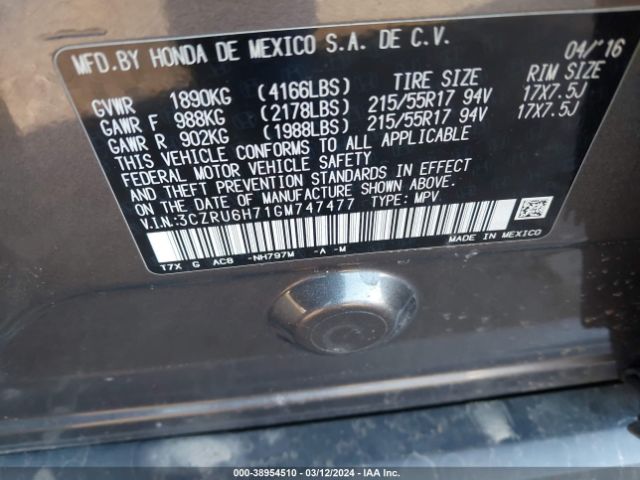 MFD.BY HONDA DE MEXICO S.A. DE C.V. 04/'16
GVWR 1890KG (4166LBS) TIRE SIZE RIM SIZE
GAWR F 988KG (2178LBS) 215/55R17 94V 17X7.5J
GAWR R 902KG (1988LBS) 215/55R17 94V 17X7.5J
THIS VEHICLE CONFORMS TO ALL APPLICABLE
FEDERAL MOTOR VEHICLE SAFETY
AND THEFT PREVENTION STANDARDS IN EFFECT
ON THE DATE OF MANUFACTURE SHOWN ABOVE.
V.I.N:3CZRU6H71GM747477 TYPE: MPV
T7X G AC8 -NH797M -A -M MADE IN MEXICO
000-38954510 - 03/12/2024 - IAA Inc.